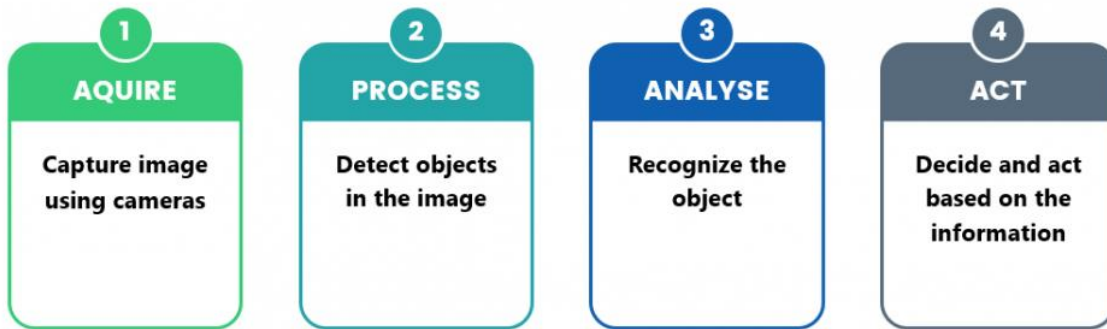 1
AQUIRE
Capture image
using cameras
2
PROCESS
Detect objects
in the image
3
ANALYSE
Recognize the
object
4
ACT
Decide and act
based on the
information